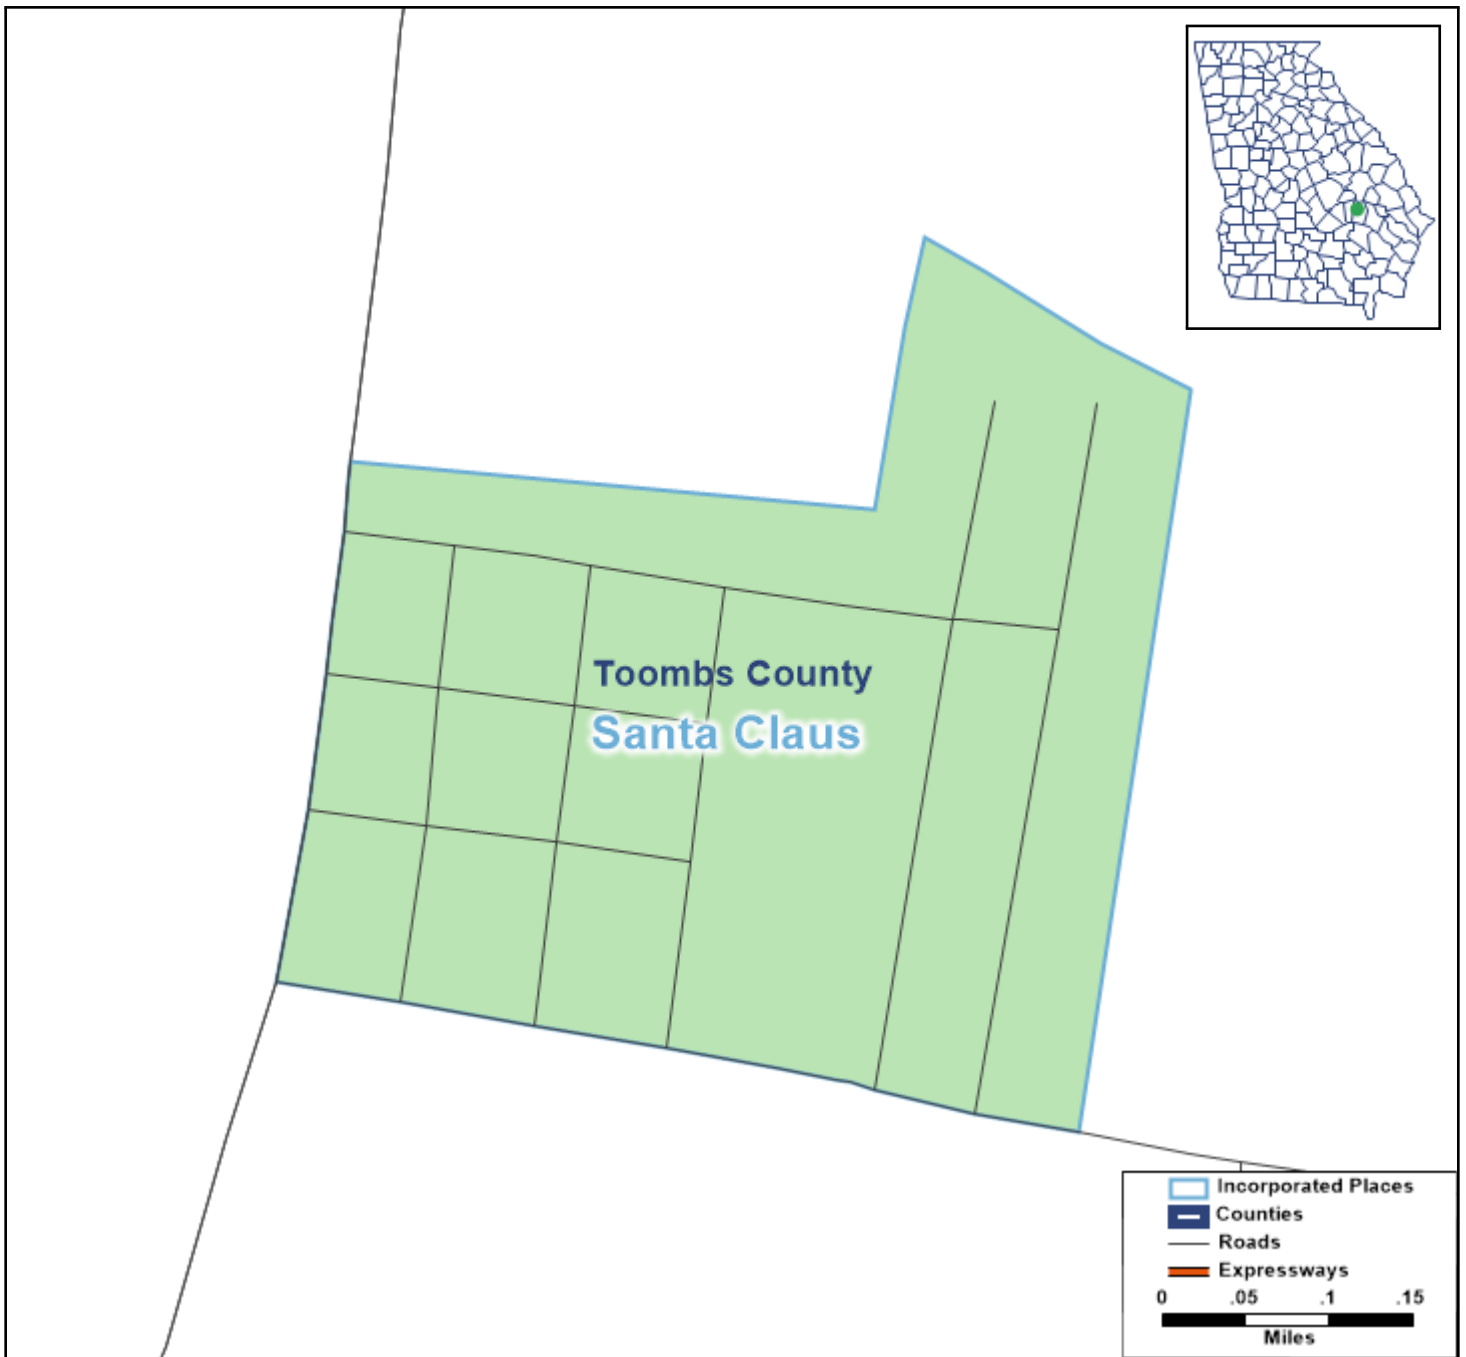 Toombs County
Santa Claus
Incorporated Places
Counties
Roads
Expressways
0 .05 .1 .15
Miles